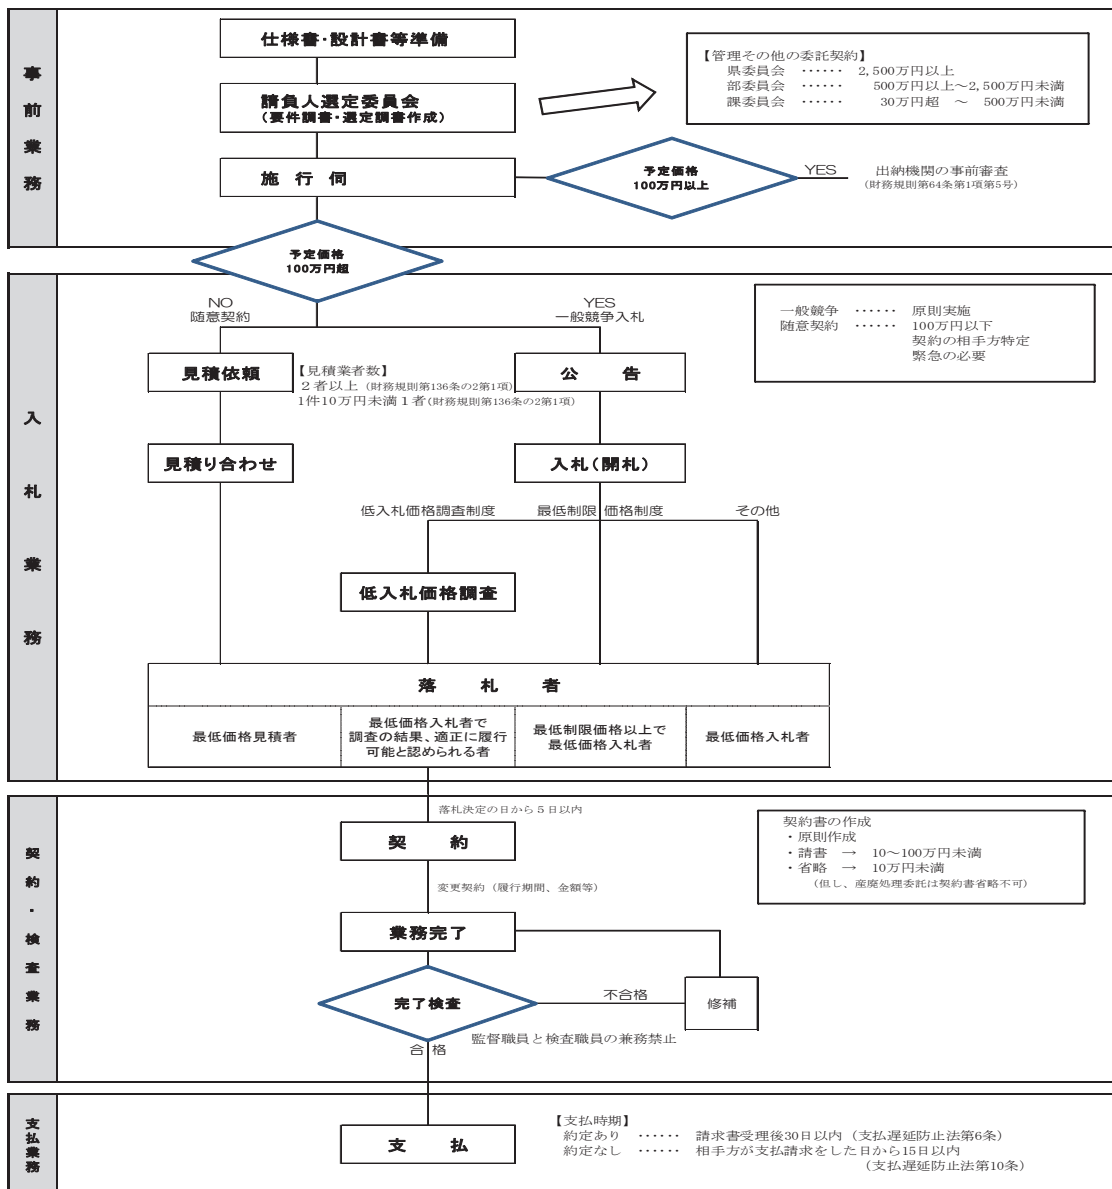 事前業務
仕様書・設計書等準備
請負人選定委員会
(要件調書・選定調書作成)
【管理その他の委託契約】
県委員会 ‥‥‥ 2,500万円以上
部委員会 ‥‥‥ 500万円以上～2,500万円未満
課委員会 ‥‥‥ 30万円超 ～ 500万円未満
施 行 伺
予定価格
100万円以上
YES
出納機関の事前審査
(財務規則第64条第1項第5号)
予定価格
100万円超
入札業務
NO
随意契約
YES
一般競争入札
一般競争 ‥‥‥ 原則実施
随意契約 ‥‥‥ 100万円以下
契約の相手方特定
緊急の必要
見積依頼
【見積業者数】
2者以上 (財務規則第136条の2第1項)
1件10万円未満1者(財務規則第136条の2第1項)
公 告
見積り合わせ
入札(開札)
低入札価格調査制度
最低制限 価格制度
その他
低入札価格調査
落 札 者
最低価格見積者
最低価格入札者で
調査の結果、適正に履行
可能と認められる者
最低制限価格以上で
最低価格入札者
最低価格入札者
契約・検査業務
落札決定の日から5日以内
契 約
契約書の作成
・原則作成
・請書 → 10～100万円未満
・省略 → 10万円未満
(但し、産廃処理委託は契約書省略不可)
変更契約 (履行期間、金額等)
業務完了
完了検査
不合格
修補
監督職員と検査職員の兼務禁止
合 格
支払業務
支 払
【支払時期】
約定あり ‥‥‥ 請求書受理後30日以内 (支払遅延防止法第6条)
約定なし ‥‥‥ 相手方が支払請求をした日から15日以内
(支払遅延防止法第10条)